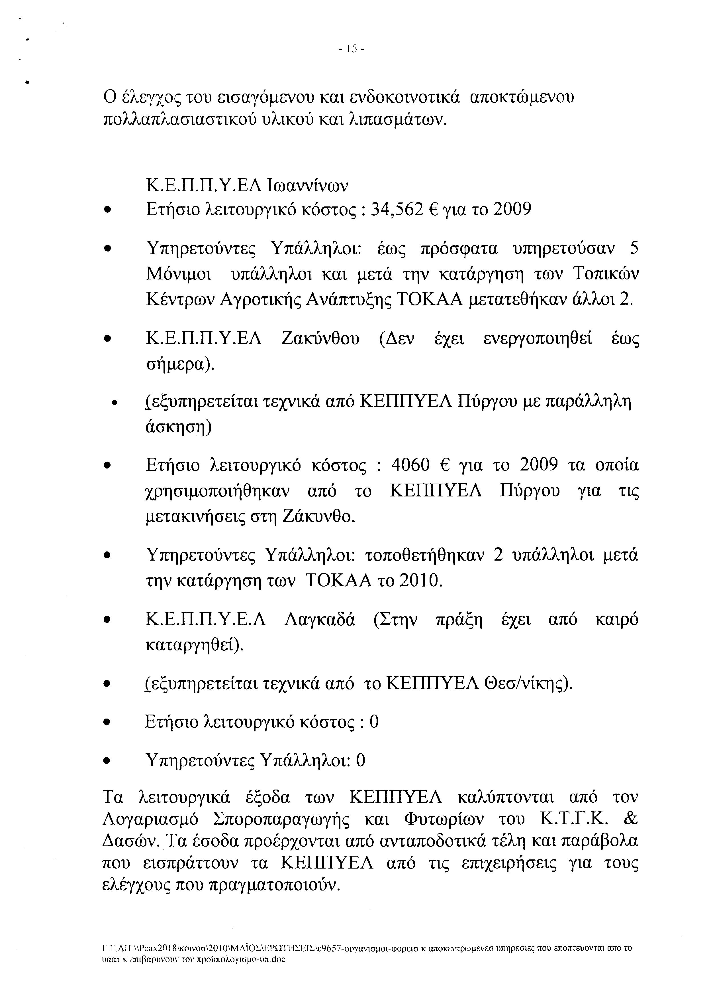 - 15 -
Ο έλεγχος του εισαγόμενου και ενδοκοινοτικά αποκτώμενου
πολλαπλασιαστικού υλικού και λιπασμάτων.
Κ.Ε.Π.Π.Υ.ΕΛ Ιωαννίνων
• Ετήσιο λειτουργικό κόστος : 34,562 € για το 2009
• Υπηρετούντες Υπάλληλοι: έως πρόσφατα υπηρετούσαν 5
Μόνιμοι υπάλληλοι και μετά την κατάργηση των Τοπικών
Κέντρων Αγροτικής Ανάπτυξης ΤΟΚΑΑ μετατεθήκαν άλλοι 2.
• Κ.Ε.Π.Π.Υ.ΕΛ Ζακύνθου (Δεν έχει ενεργοποιηθεί έως
σήμερα).
• (εξυπηρετείται τεχνικά από ΚΕΠΠΥΕΛ Πύργου με παράλληλη
άσκηση)
• Ετήσιο λειτουργικό κόστος : 4060 € για το 2009 τα οποία
χρησιμοποιήθηκαν από το ΚΕΠΠΥΕΛ Πύργου για τις
μετακινήσεις στη Ζάκυνθο.
• Υπηρετούντες Υπάλληλοι: τοποθετήθηκαν 2 υπάλληλοι μετά
την κατάργηση των ΤΟΚΑΑ το 2010.
• Κ.Ε.Π.Π.Υ.Ε.Λ Λαγκαδά (Στην πράξη έχει από καιρό
καταργηθεί).
• (εξυπηρετείται τεχνικά από το ΚΕΠΠΥΕΛ Θεσ/νίκης).
• Ετήσιο λειτουργικό κόστος : 0
• Υπηρετούντες Υπάλληλοι: 0
Τα λειτουργικά έξοδα των ΚΕΠΠΥΕΛ καλύπτονται από τον
Λογαριασμό Σποροπαραγωγής και Φυτωρίων του Κ.Τ.Γ.Κ. &
Δασών. Τα έσοδα προέρχονται από ανταποδοτικά τέλη και παράβολα
που εισπράττουν τα ΚΕΠΠΥΕΛ από τις επιχειρήσεις για τους
ελέγχους που πραγματοποιούν.
Γ.Γ.ΑΠ.\\Pcax2018\κοινοσ\2010\ΜΑΪΟΣ\ΕΡΩΤΗΣΕΙΣ\ε9657-οργανισμοι-φορεισ κ αποκεντρωμενεσ υπηρεσιες που εποπτευονται απο το
υαατ κ επιβαρυνουν τον προϋπολογισμο-υπ.doc